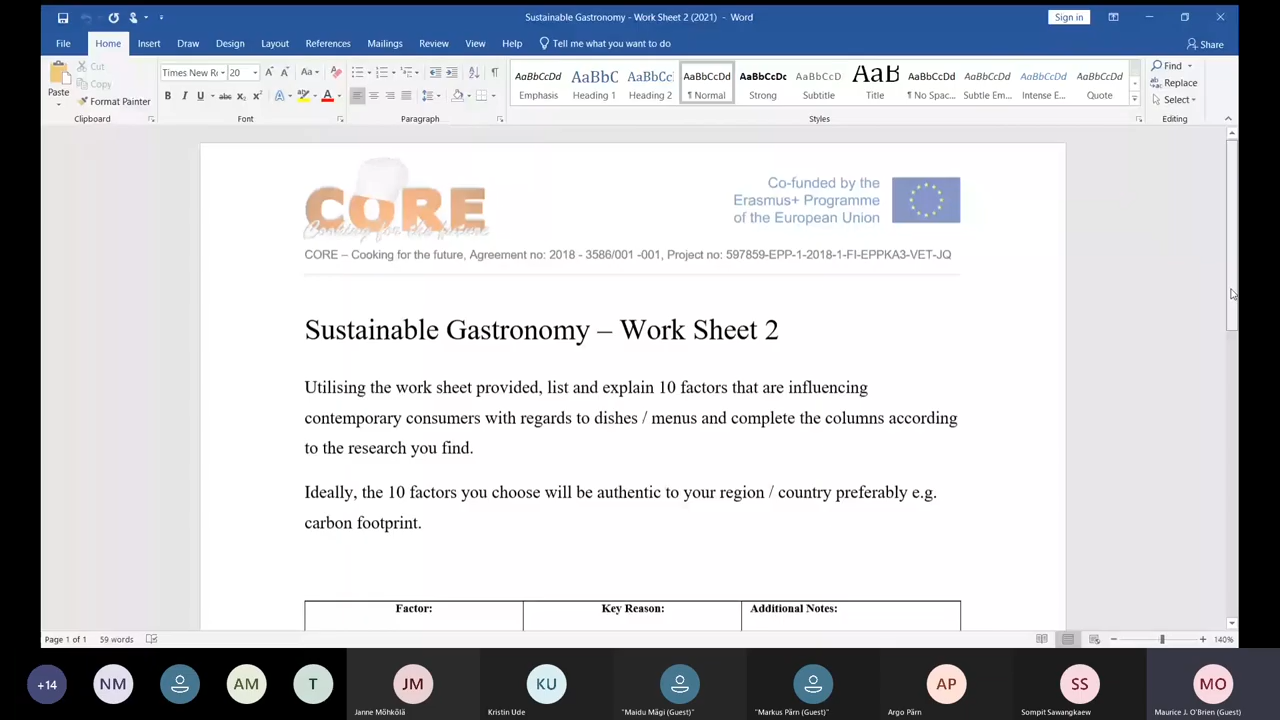 Sustainable Gastronomy - Work Sheet 2 (2021) - Word
Sign in
File Home Insert Draw Design Layout References Mailings Review View Help Tell me what you want to do
Share
Paste
Cut
Copy
Format Painter
Clipboard
Times New Ro
20
Font
Paragraph
AaBbCcDd AaBbC AaBbCc AaBbCcDd AaBbCcDc AaBbCcD AaB AaBbCcDd AaBbCcDd AaBbCcDd AaBbCcDd
Emphasis Heading 1 Heading 2 ¶ Normal Strong Subtitle Title ¶ No Spac... Subtle Em... Intense E... Quote
Styles
Find
Replace
Select
Editing
CORE
Cooking for the future
Co-funded by the
Erasmus+ Programme
of the European Union
CORE – Cooking for the future, Agreement no: 2018 - 3586/001 -001, Project no: 597859-EPP-1-2018-1-FI-EPPKA3-VET-JQ
Sustainable Gastronomy – Work Sheet 2
Utilising the work sheet provided, list and explain 10 factors that are influencing
contemporary consumers with regards to dishes / menus and complete the columns according
to the research you find.
Ideally, the 10 factors you choose will be authentic to your region / country preferably e.g.
carbon footprint.
Factor: Key Reason: Additional Notes:
Page 1 of 1 59 words
140%
+14 NM AM T JM KU AP SS MO
Janne Möhkölä Kristin Ude "Maidu Mägi (Guest)" "Markus Pärn (Guest)" Argo Pärn Sompit Sawangkaew Maurice J. O'Brien (Guest)